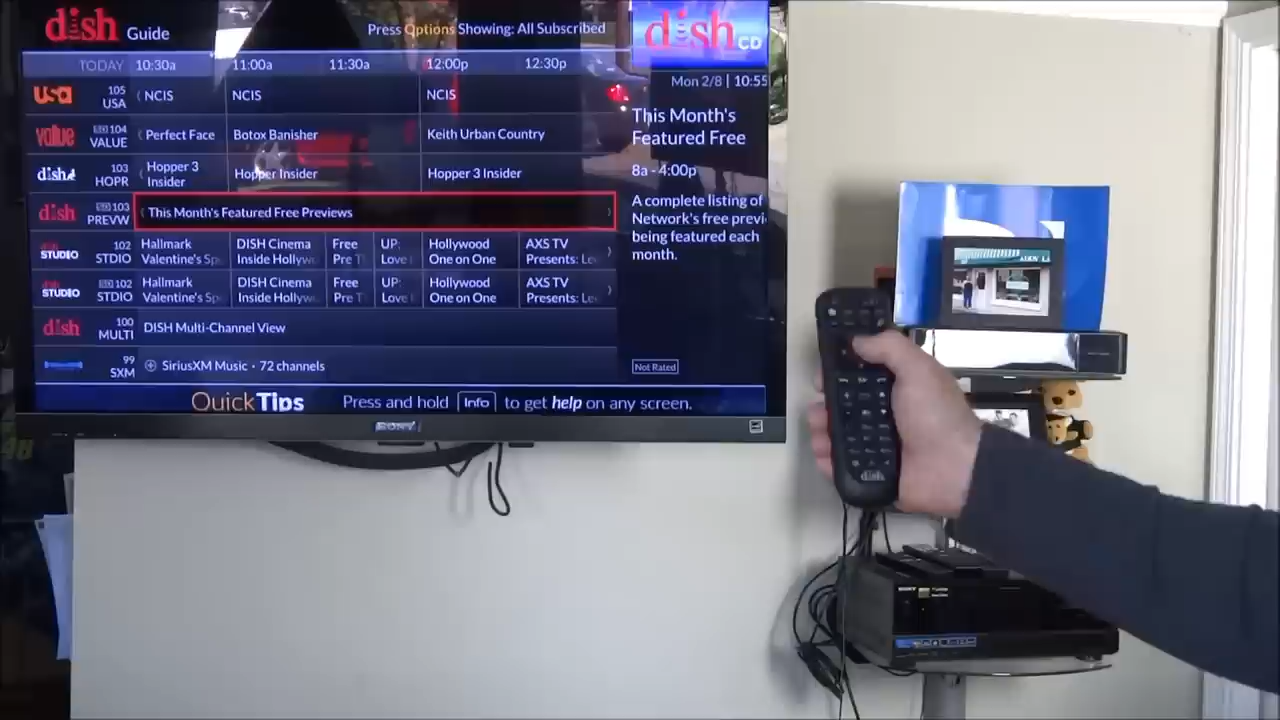 dish Guide Press Options Showing: All Subscribed dish CD
TODAY 10:30a 11:00a 11:30a 12:00p 12:30p
Mon 2/8 | 10:55
usa 105 USA NCIS NCIS NCIS
This Month's
Featured Free
value SD 104 VALUE Perfect Face Botox Banisher Keith Urban Country
8a - 4:00p
dish 103 HOPR Hopper 3 Insider Hopper Insider Hopper 3 Insider
A complete listing of
Network's free previ
being featured each
month.
dish SD 103 PREVW This Month's Featured Free Previews
STUDIO 102 STDIO Hallmark Valentine's Sp DISH Cinema Inside Hollyw Free Pre T UP: Love Hollywood One on One AXS TV Presents: Le
STUDIO SD 102 STDIO Hallmark Valentine's Sp DISH Cinema Inside Hollyw Free Pre T UP: Love Hollywood One on One AXS TV Presents: Le
dish 100 MULTI DISH Multi-Channel View
99 SXM SiriusXM Music • 72 channels
Not Rated
QuickTips Press and hold Info to get help on any screen.
SONY
dish
SONY